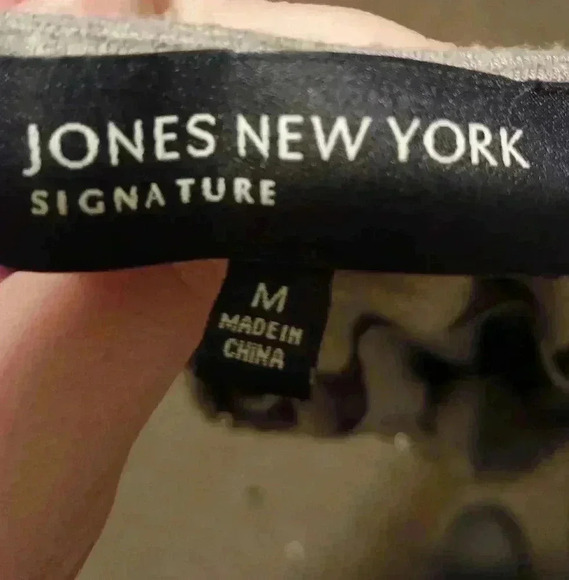 JONES NEW YORK
SIGNATURE
M
MADE IN
CHINA